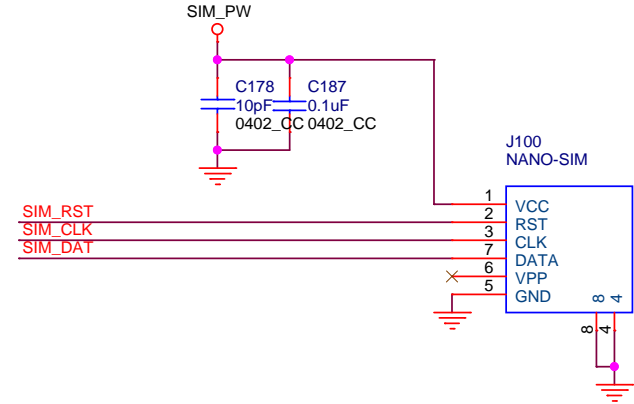 SIM_PW
C178
10pF
0402_CC
C187
0.1uF
0402_CC
J100
NANO-SIM
SIM_RST
SIM_CLK
SIM_DAT
1 VCC
2 RST
3 CLK
7 DATA
6 VPP
5 GND
8 4
8 4